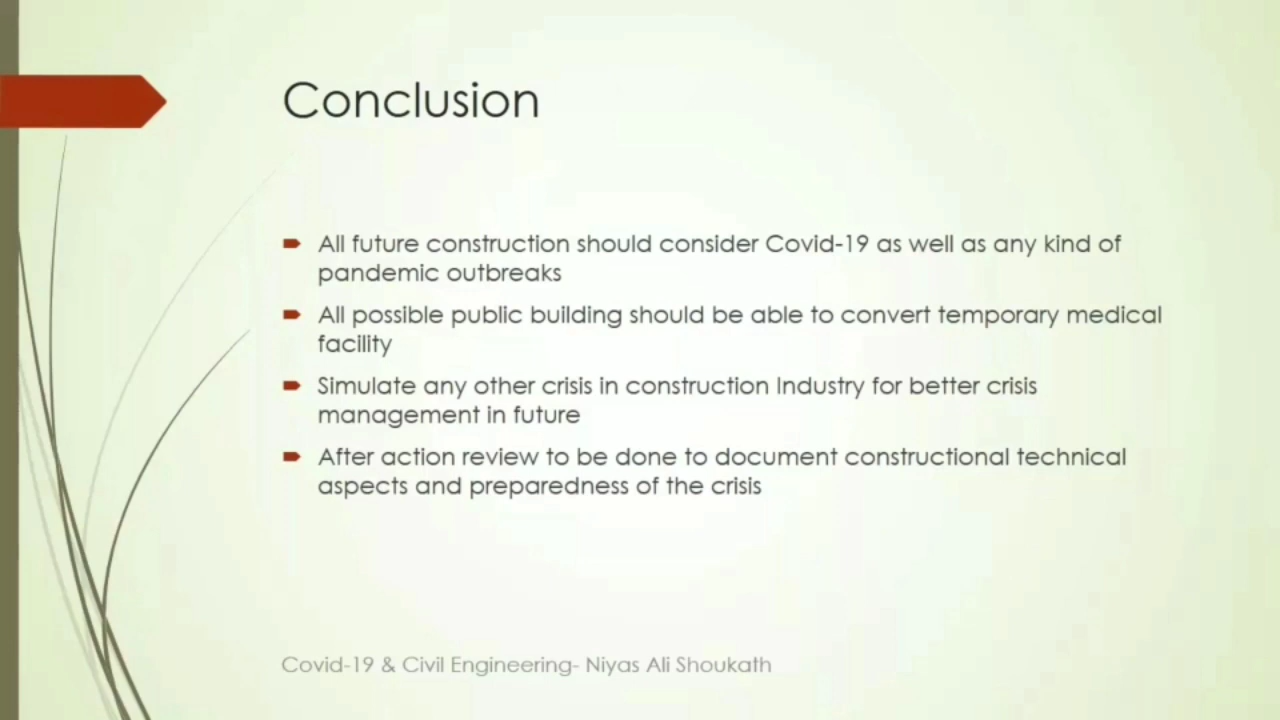 Conclusion
All future construction should consider Covid-19 as well as any kind of
pandemic outbreaks
All possible public building should be able to convert temporary medical
facility
Simulate any other crisis in construction Industry for better crisis
management in future
After action review to be done to document constructional technical
aspects and preparedness of the crisis
Covid-19 & Civil Engineering- Niyas Ali Shoukath